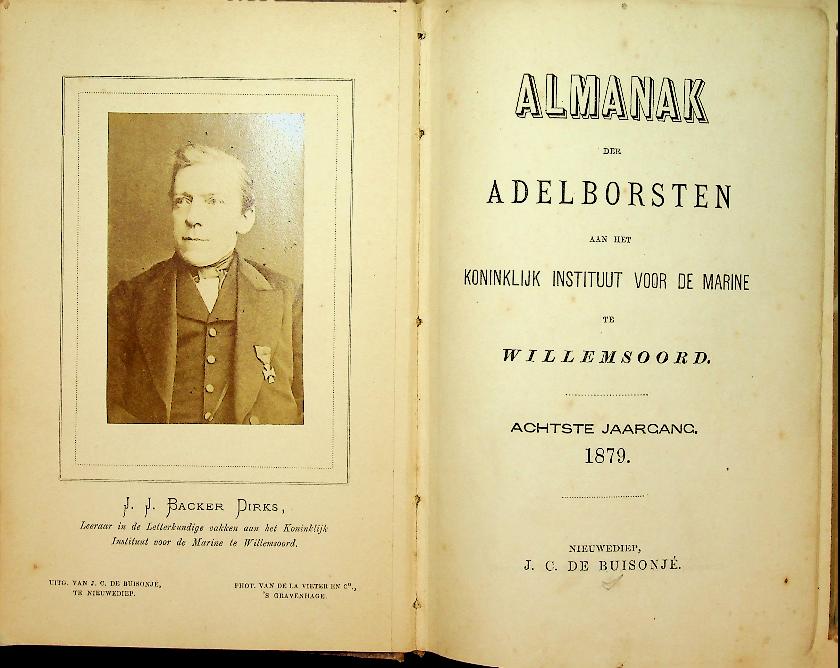 J. J. BACKER DIRKS,
Leeraar in de Letterkundige vakken aan het Koninklijk
Instituut voor de Marine te Willemsoord.
UITG. VAN J. C. DE BUISONJÉ,
TE NIEUWEDIEP.
PHOT. VAN DE LA VIETER EN Cº.,
'S GRAVENHAGE.
ALMANAK
DER
ADELBORSTEN
AAN HET
KONINKLIJK INSTITUUT VOOR DE MARINE
TE
WILLEMSOORD.
ACHTSTE JAARGANG.
1879.
NIEUWEDIEP,
J. C. DE BUISONJÉ.